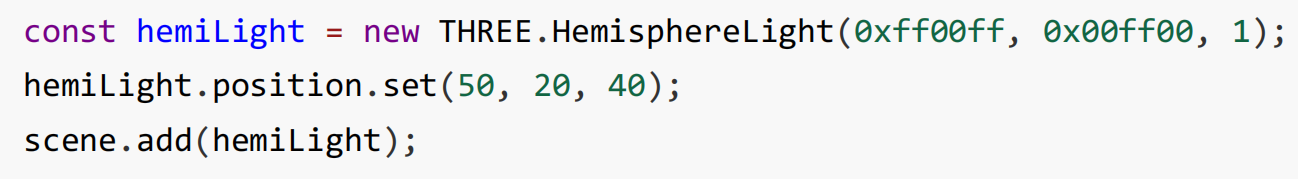 const hemiLight = new THREE.HemisphereLight(0xff00ff, 0x00ff00, 1);
hemiLight.position.set(50, 20, 40);
scene.add(hemiLight);